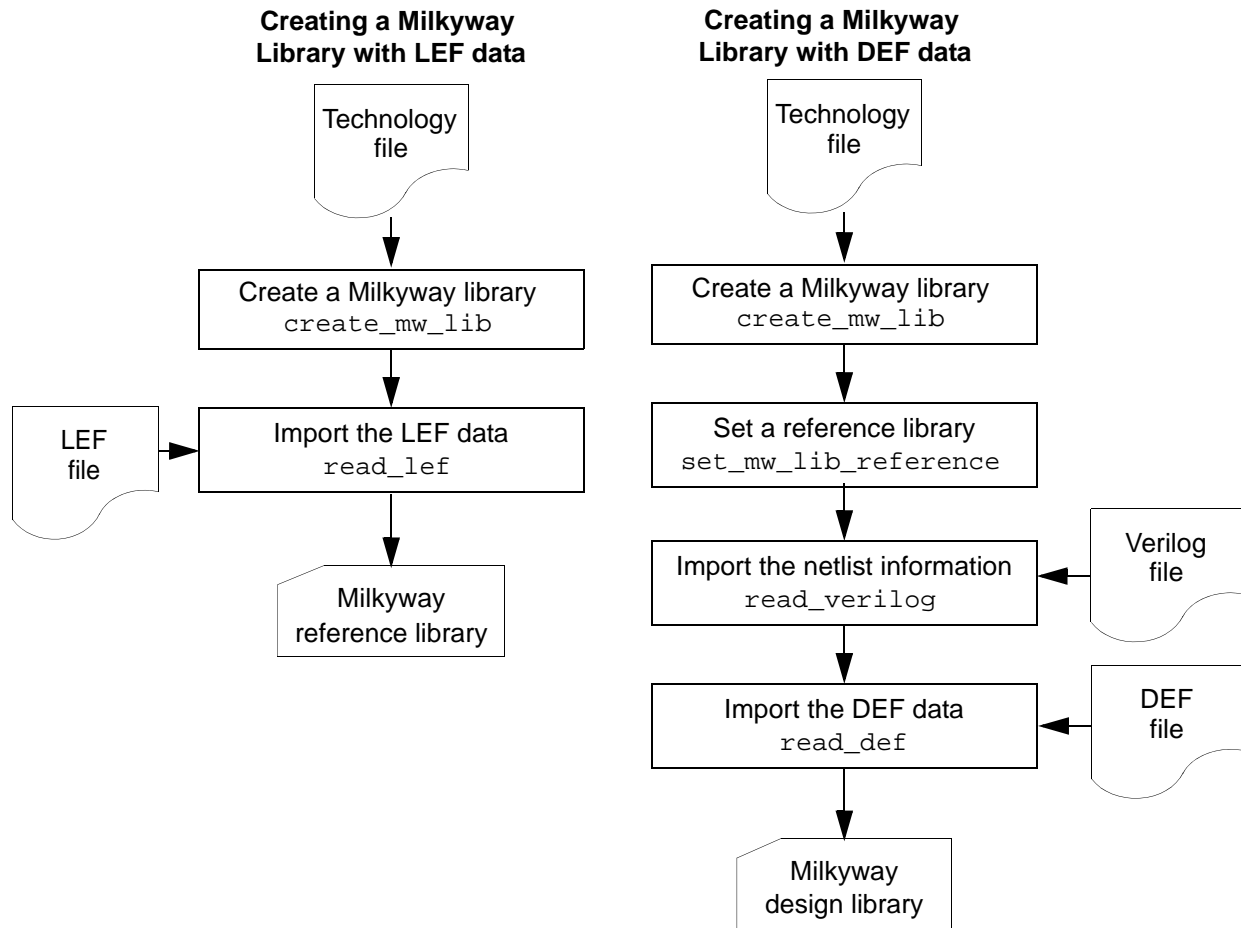 Creating a Milkyway
Library with LEF data
Technology
file
Create a Milkyway library
create_mw_lib
LEF
file
Import the LEF data
read_lef
Milkyway
reference library
Creating a Milkyway
Library with DEF data
Technology
file
Create a Milkyway library
create_mw_lib
Set a reference library
set_mw_lib_reference
Import the netlist information
read_verilog
Verilog
file
Import the DEF data
read_def
DEF
file
Milkyway
design library